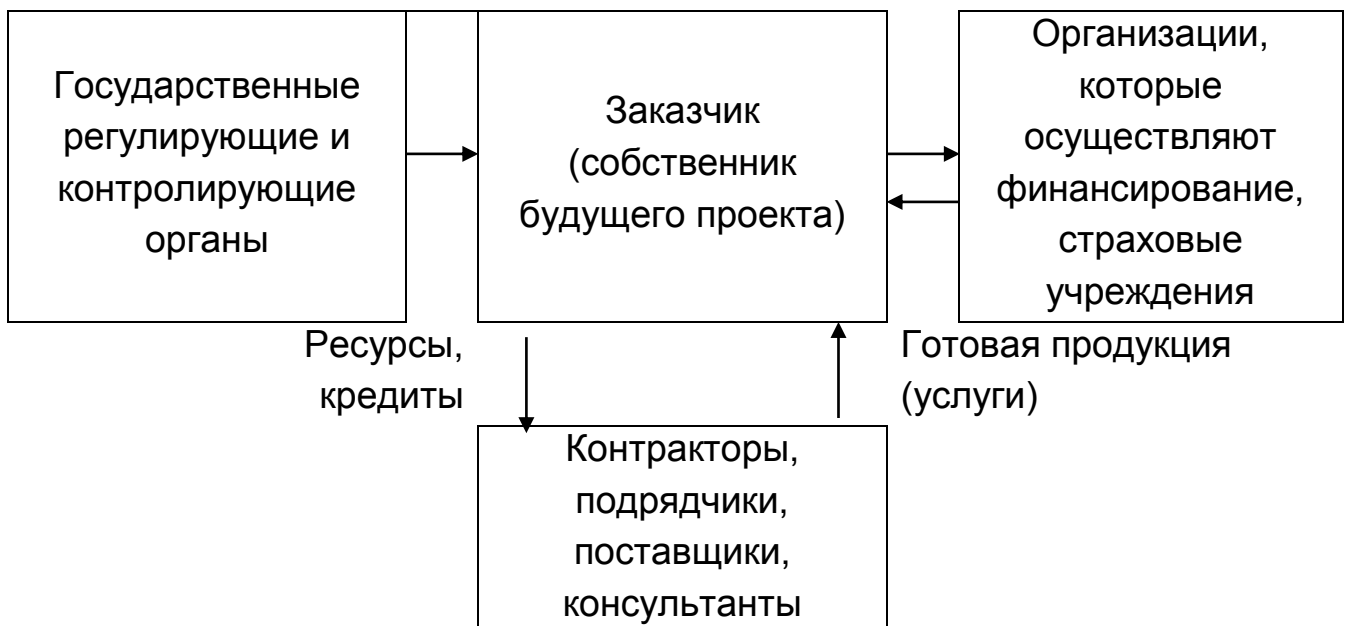 Государственные
регулирующие и
контролирующие
органы
Заказчик
(собственник
будущего проекта)
Организации,
которые
осуществляют
финансирование,
страховые
учреждения
Ресурсы,
кредиты
Готовая продукция
(услуги)
Контракторы,
подрядчики,
поставщики,
консультанты